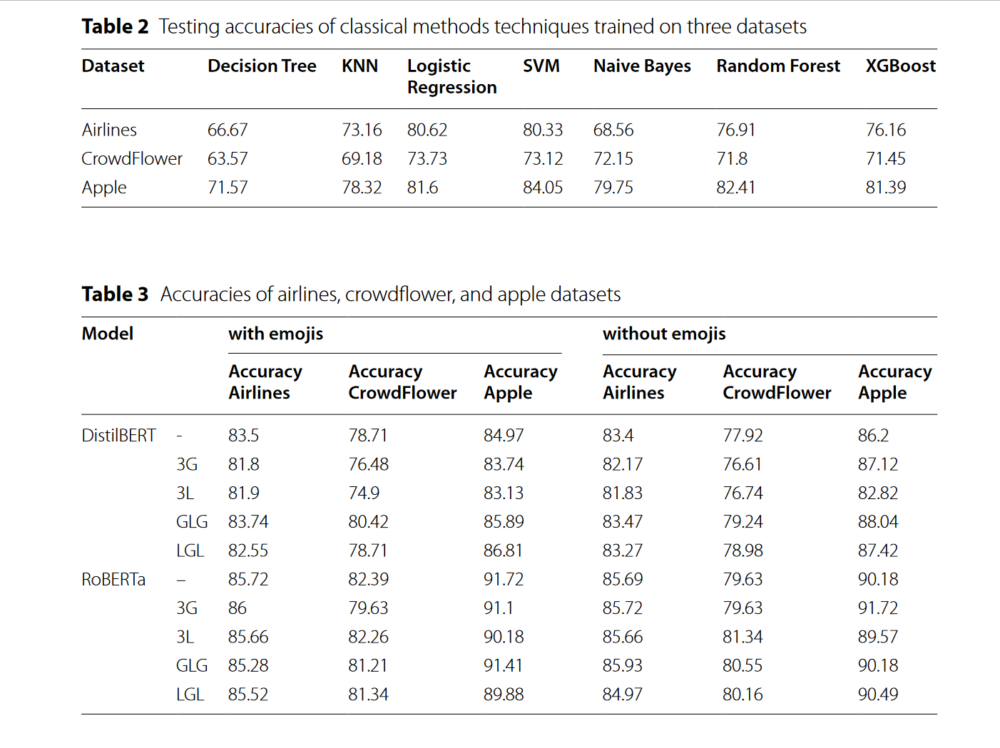 Table 2 Testing accuracies of classical methods techniques trained on three datasets
Dataset Decision Tree KNN Logistic Regression SVM Naive Bayes Random Forest XGBoost
Airlines 66.67 73.16 80.62 80.33 68.56 76.91 76.16
CrowdFlower 63.57 69.18 73.73 73.12 72.15 71.8 71.45
Apple 71.57 78.32 81.6 84.05 79.75 82.41 81.39
Table 3 Accuracies of airlines, crowdflower, and apple datasets
Model with emojis without emojis
Accuracy Airlines Accuracy CrowdFlower Accuracy Apple Accuracy Airlines Accuracy CrowdFlower Accuracy Apple
DistilBERT - 83.5 78.71 84.97 83.4 77.92 86.2
3G 81.8 76.48 83.74 82.17 76.61 87.12
3L 81.9 74.9 83.13 81.83 76.74 82.82
GLG 83.74 80.42 85.89 83.47 79.24 88.04
LGL 82.55 78.71 86.81 83.27 78.98 87.42
RoBERTa – 85.72 82.39 91.72 85.69 79.63 90.18
3G 86 79.63 91.1 85.72 79.63 91.72
3L 85.66 82.26 90.18 85.66 81.34 89.57
GLG 85.28 81.21 91.41 85.93 80.55 90.18
LGL 85.52 81.34 89.88 84.97 80.16 90.49